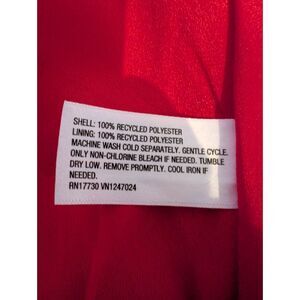 SHELL: 100% RECYCLED POLYESTER
LINING: 100% RECYCLED POLYESTER
MACHINE WASH COLD SEPARATELY. GENTLE CYCLE.
ONLY NON-CHLORINE BLEACH IF NEEDED. TUMBLE
DRY LOW. REMOVE PROMPTLY. COOL IRON IF
NEEDED.
RN17730 VN1247024